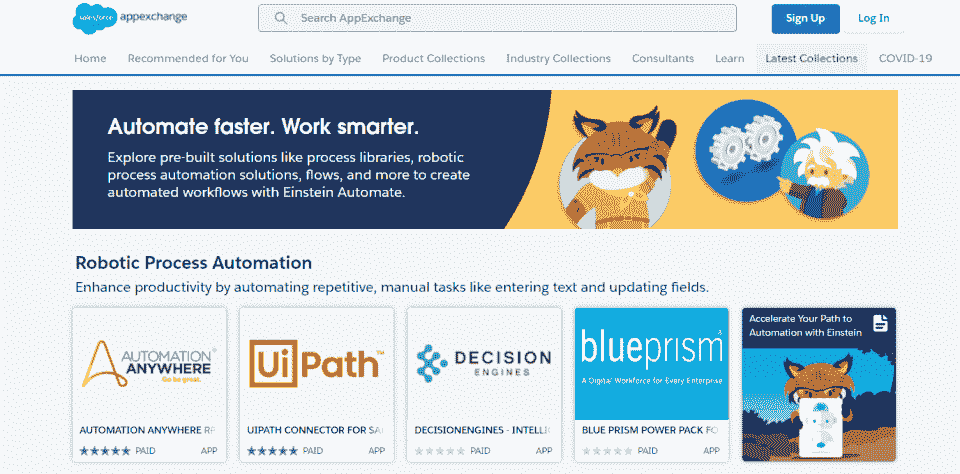 salesforce appexchange
Search AppExchange
Sign Up
Log In
Home Recommended for You Solutions by Type Product Collections Industry Collections Consultants Learn Latest Collections COVID-19
Automate faster. Work smarter.
Explore pre-built solutions like process libraries, robotic
process automation solutions, flows, and more to create
automated workflows with Einstein Automate.
Robotic Process Automation
Enhance productivity by automating repetitive, manual tasks like entering text and updating fields.
AUTOMATION
ANYWHERE
Go be great.
AUTOMATION ANYWHERE RP
PAID APP
UiPath™
UIPATH CONNECTOR FOR SA
PAID APP
DECISION
ENGINES
DECISIONENGINES - INTELLI
PAID APP
blueprism®
A Digital Workforce for Every Enterprise
BLUE PRISM POWER PACK FO
PAID APP
Accelerate Your Path to
Automation with Einstein